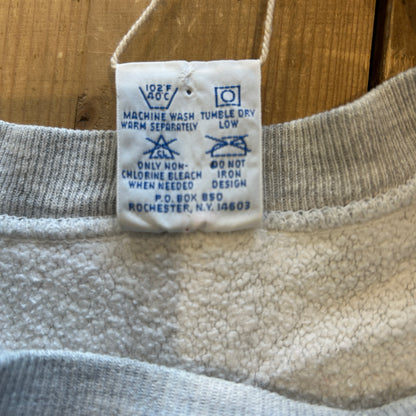 102°F
40°C
MACHINE WASH
WARM SEPARATELY
TUMBLE DRY
LOW
ONLY NON-
CHLORINE BLEACH
WHEN NEEDED
DO NOT
IRON
DESIGN
P.O. BOX 850
ROCHESTER, N.Y. 14603